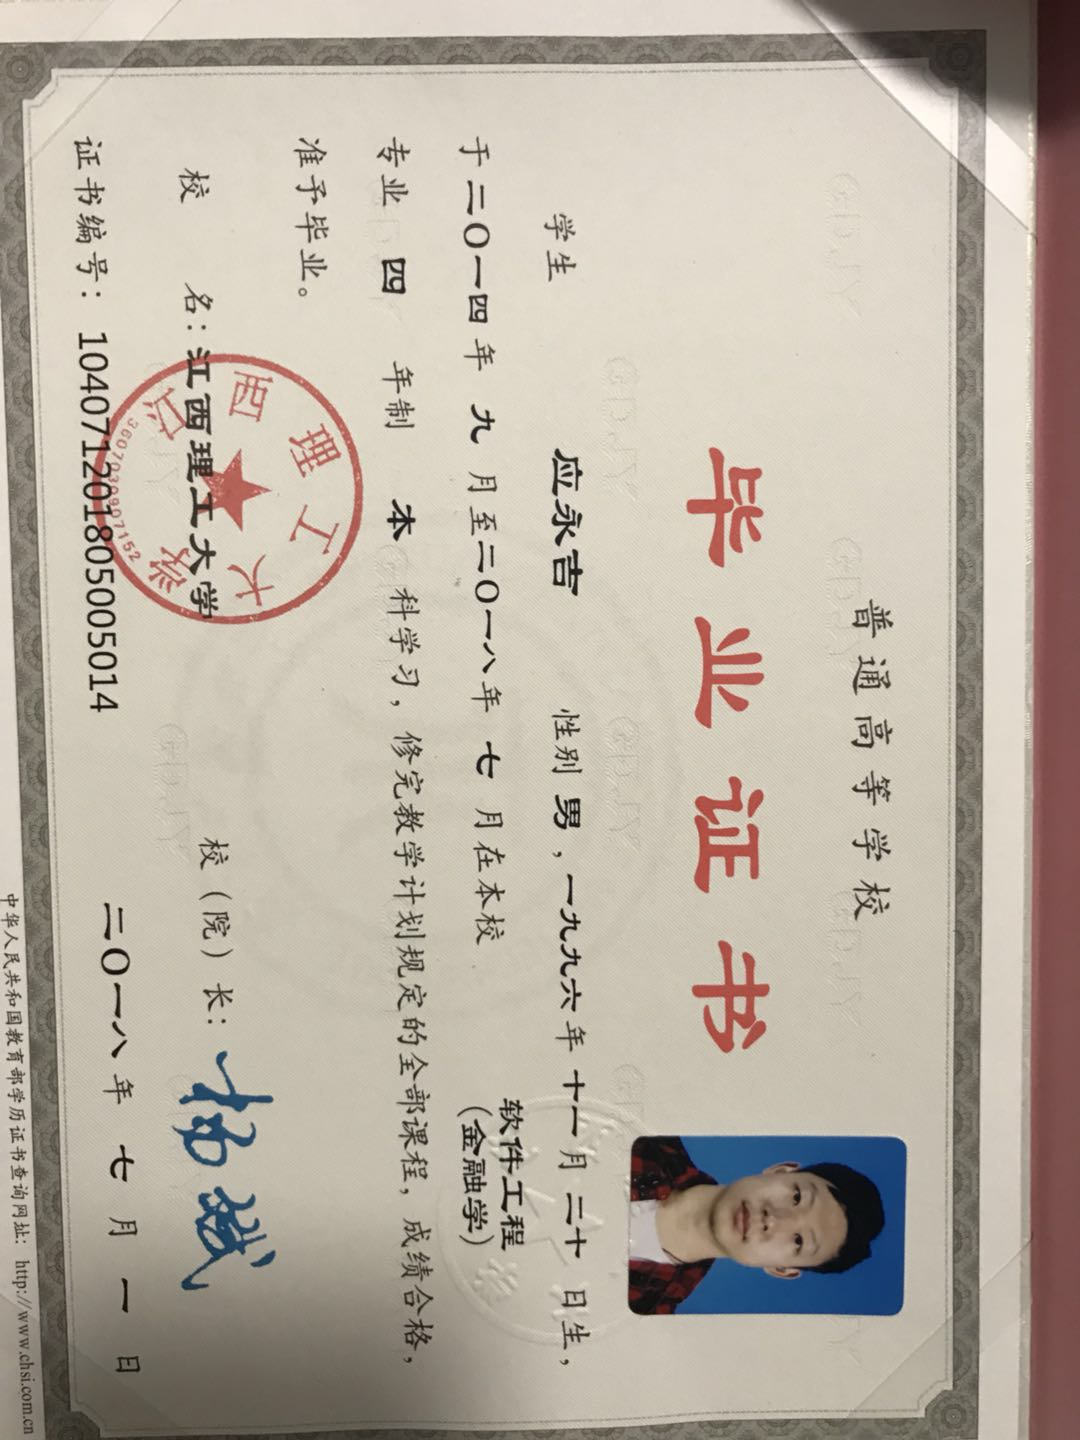 普通高等学校
毕业证书
学生 应永吉 性别 男，一九九六年 十一月 二十 日生，
于二〇一四年 九 月至二〇一八年 七 月在本校 软件工程
（金融学）
专业 四 年制 本 科学习，修完教学计划规定的全部课程，成绩合格，
准予毕业。
校 名：江西理工大学 校（院）长：杨斌
江西理工大学
3607030907152
证书编号：104071201805005014 二〇一八年 七 月 一 日
中华人民共和国教育部学历证书查询网址：http://www.chsi.com.cn